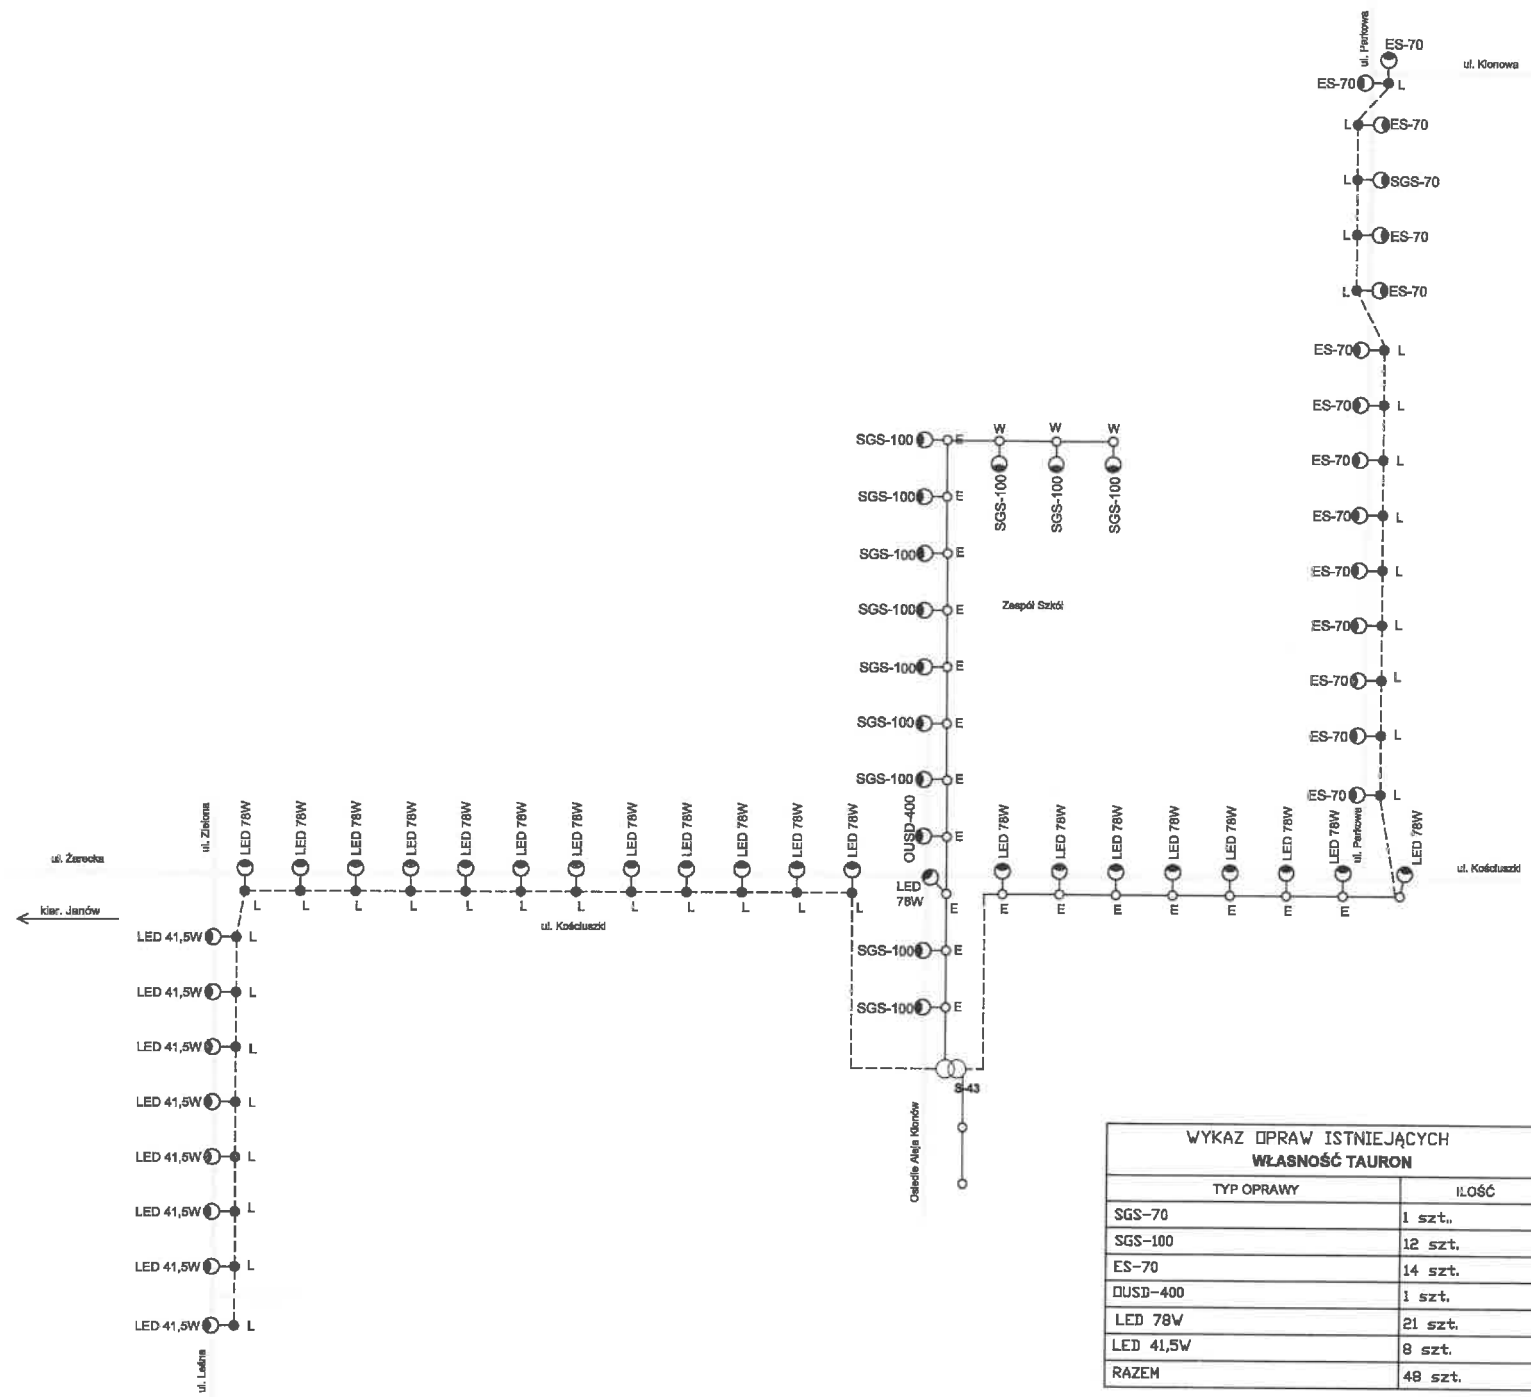 ul. Parkowa
ES-70
ul. Klonowa
ES-70
L
L
ES-70
L
SGS-70
L
ES-70
L
ES-70
ES-70
L
ES-70
L
ES-70
L
ES-70
L
ES-70
L
ES-70
L
ES-70
L
ES-70
L
ES-70
L
SGS-100
E
W
W
W
SGS-100
SGS-100
SGS-100
SGS-100
E
SGS-100
E
SGS-100
E
Zespół Szkół
SGS-100
E
SGS-100
E
SGS-100
E
OUSD-400
E
ul. Żarecka
ul. Zielona
LED 78W
LED 78W
LED 78W
LED 78W
LED 78W
LED 78W
LED 78W
LED 78W
LED 78W
LED 78W
LED 78W
LED 78W
LED
78W
E
LED 78W
LED 78W
LED 78W
LED 78W
LED 78W
LED 78W
LED 78W
ul. Parkowa
LED 78W
ul. Kościuszki
L
L
L
L
L
L
L
L
L
L
L
L
E
E
E
E
E
E
E
kier. Janów
ul. Kościuszki
LED 41,5W
L
LED 41,5W
L
LED 41,5W
L
LED 41,5W
L
LED 41,5W
L
LED 41,5W
L
LED 41,5W
L
LED 41,5W
L
ul. Leśna
SGS-100
E
SGS-100
E
S-43
Osiedle Aleja Klonów
WYKAZ OPRAW ISTNIEJĄCYCH
WŁASNOŚĆ TAURON
TYP OPRAWY
ILOŚĆ
SGS-70
1 szt.
SGS-100
12 szt.
ES-70
14 szt.
OUSD-400
1 szt.
LED 78W
21 szt.
LED 41,5W
8 szt.
RAZEM
48 szt.